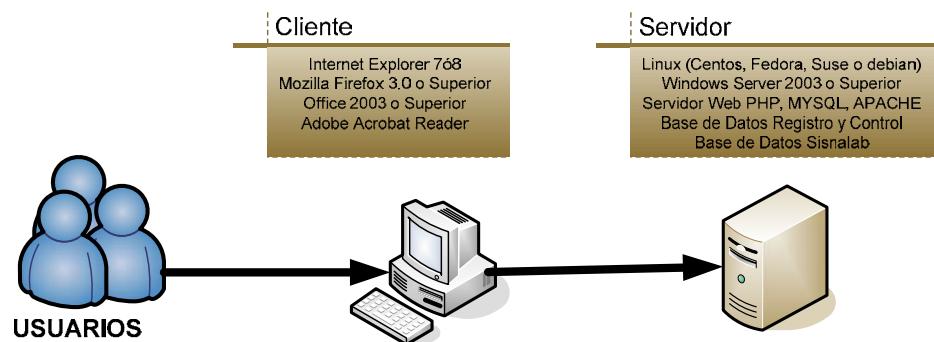 Cliente
Internet Explorer 7ó8
Mozilla Firefox 3.0 o Superior
Office 2003 o Superior
Adobe Acrobat Reader
Servidor
Linux (Centos, Fedora, Suse o debian)
Windows Server 2003 o Superior
Servidor Web PHP, MYSQL, APACHE
Base de Datos Registro y Control
Base de Datos Sisnalab
USUARIOS